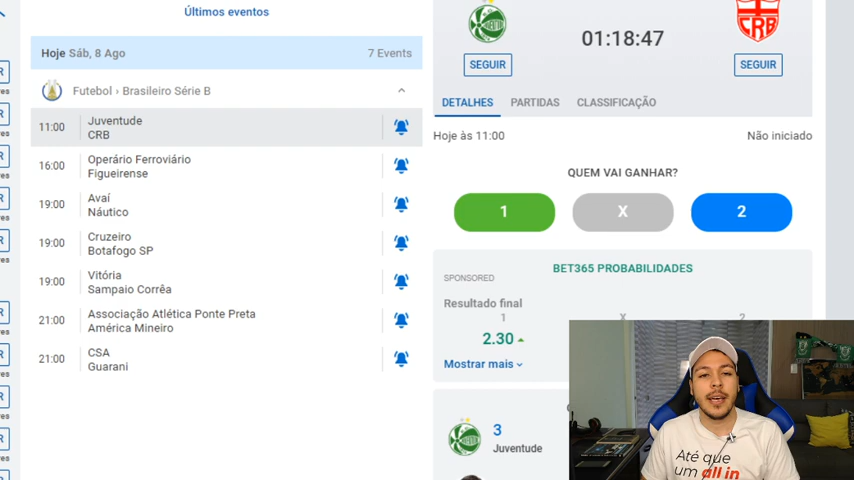 Últimos eventos
Hoje Sáb, 8 Ago
7 Events
Futebol › Brasileiro Série B
11:00
Juventude
CRB
16:00
Operário Ferroviário
Figueirense
19:00
Avaí
Náutico
19:00
Cruzeiro
Botafogo SP
19:00
Vitória
Sampaio Corrêa
21:00
Associação Atlética Ponte Preta
América Mineiro
21:00
CSA
Guarani
CRB
01:18:47
SEGUIR
SEGUIR
DETALHES
PARTIDAS
CLASSIFICAÇÃO
Hoje às 11:00
Não iniciado
QUEM VAI GANHAR?
1
X
2
BET365 PROBABILIDADES
SPONSORED
Resultado final
1
X
2
2.30
Mostrar mais
3
Juventude
Até que
um all in